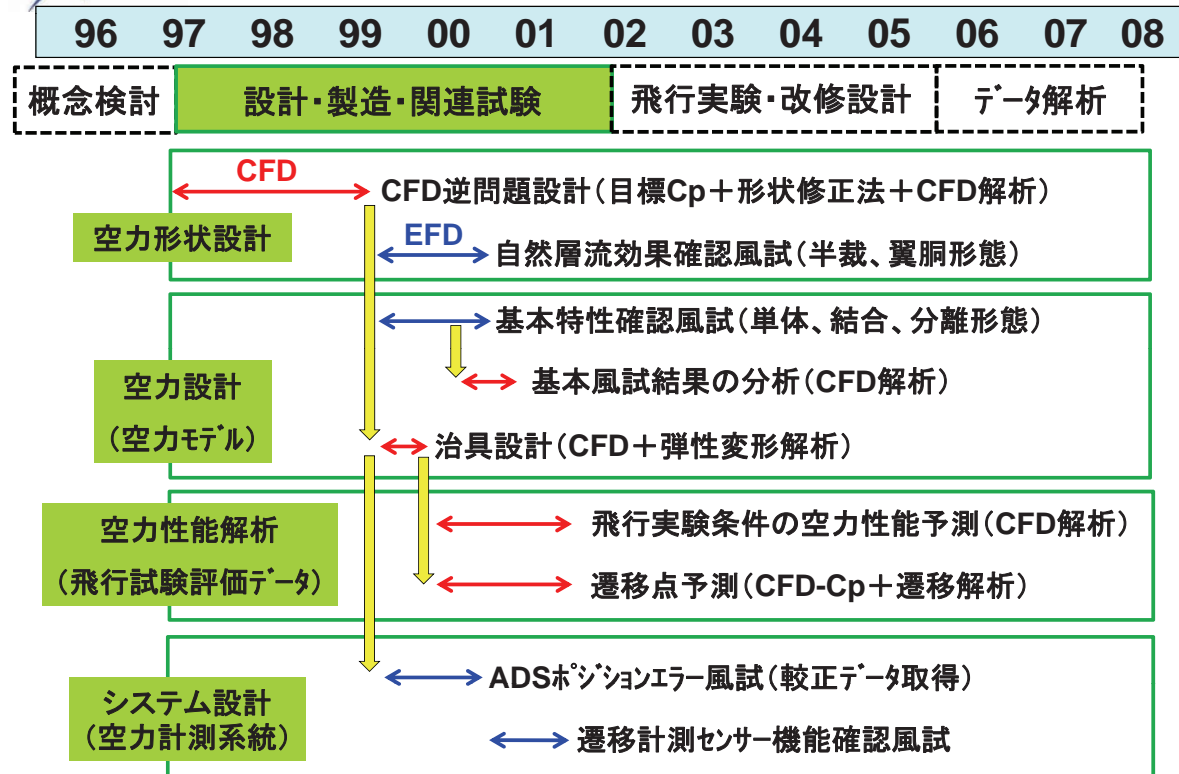 96 97 98 99 00 01 02 03 04 05 06 07 08
概念検討 設計・製造・関連試験 飛行実験・改修設計 ﾃﾞｰﾀ解析
CFD
CFD逆問題設計(目標Cp＋形状修正法＋CFD解析)
空力形状設計
EFD
自然層流効果確認風試(半裁、翼胴形態)
基本特性確認風試(単体、結合、分離形態)
空力設計
(空力ﾓﾃﾞﾙ)
基本風試結果の分析(CFD解析)
治具設計(CFD＋弾性変形解析)
空力性能解析
(飛行試験評価ﾃﾞｰﾀ)
飛行実験条件の空力性能予測(CFD解析)
遷移点予測(CFD-Cp＋遷移解析)
システム設計
(空力計測系統)
ADSﾎﾟｼﾞｼｮﾝｴﾗｰ風試(較正ﾃﾞｰﾀ取得)
遷移計測ｾﾝｻｰ機能確認風試